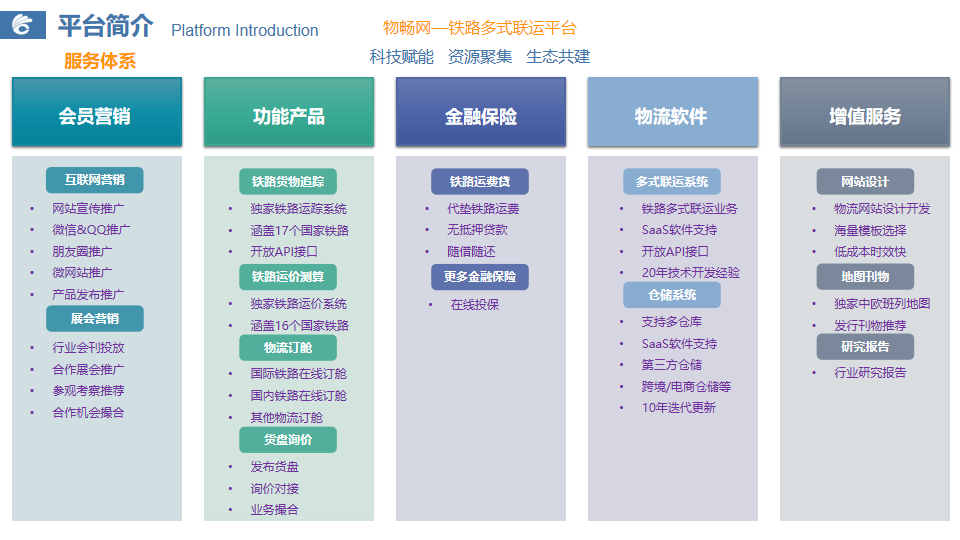 平台简介 Platform Introduction
物畅网—铁路多式联运平台
服务体系
科技赋能 资源聚集 生态共建
会员营销
互联网营销
• 网站宣传推广
• 微信&QQ推广
• 朋友圈推广
• 微网站推广
• 产品发布推广
展会营销
• 行业会刊投放
• 合作展会推广
• 参观考察推荐
• 合作机会撮合
功能产品
铁路货物追踪
• 独家铁路运踪系统
• 涵盖17个国家铁路
• 开放API接口
铁路运价测算
• 独家铁路运价系统
• 涵盖16个国家铁路
物流订舱
• 国际铁路在线订舱
• 国内铁路在线订舱
• 其他物流订舱
货盘询价
• 发布货盘
• 询价对接
• 业务撮合
金融保险
铁路运费贷
• 代垫铁路运费
• 无抵押贷款
• 随借随还
更多金融保险
• 在线投保
物流软件
多式联运系统
• 铁路多式联运业务
• SaaS软件支持
• 开放API接口
• 20年技术开发经验
仓储系统
• 支持多仓库
• SaaS软件支持
• 第三方仓储
• 跨境/电商仓储等
• 10年迭代更新
增值服务
网站设计
• 物流网站设计开发
• 海量模板选择
• 低成本时效快
地图刊物
• 独家中欧班列地图
• 发行刊物推荐
研究报告
• 行业研究报告